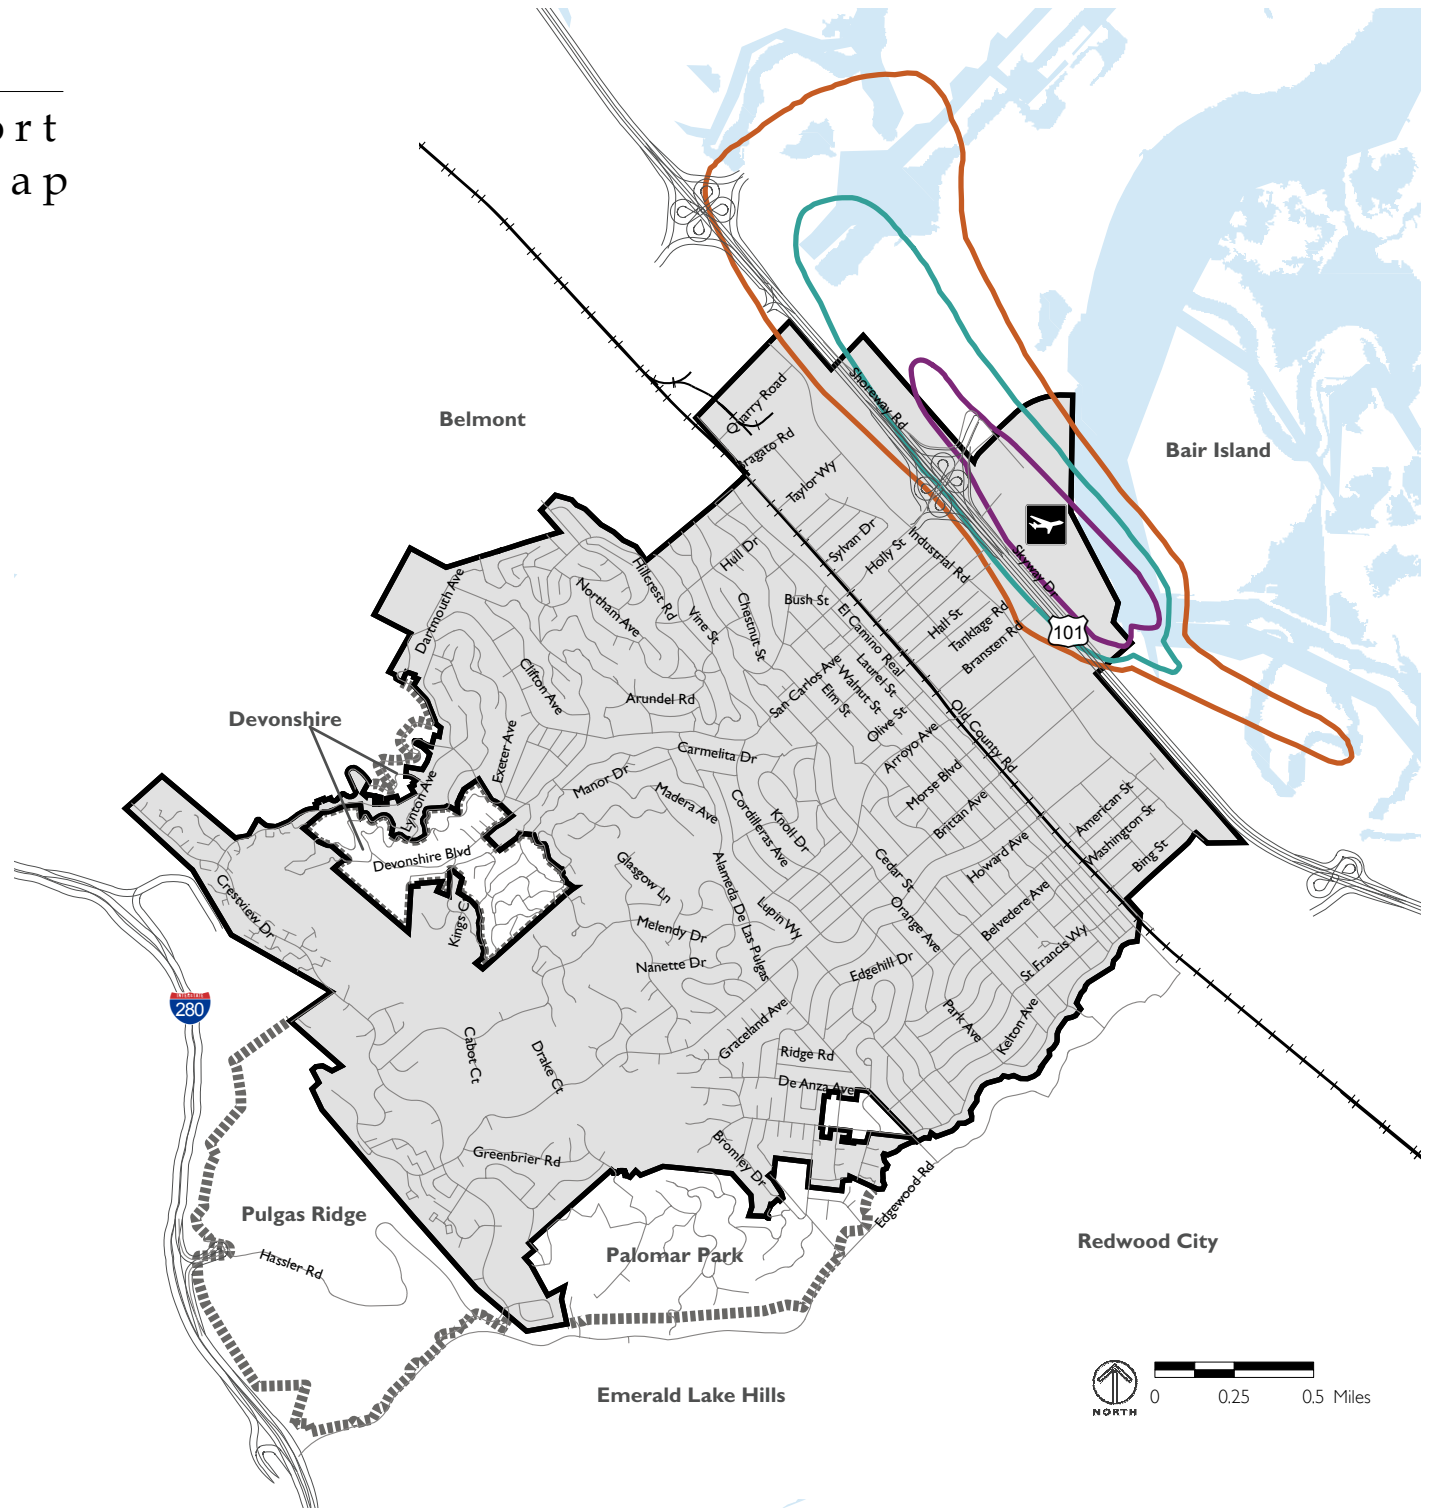 ort
ap
Belmont
Bair Island
Quarry Road
Bragato Rd
Taylor Wy
Shoreway Rd
Sylvan Dr
Holly St
Industrial Rd
Skyway Dr
Hull Dr
Hillcrest Rd
Northam Ave
Dartmouth Ave
Vine St
Chestnut St
Bush St
El Camino Real
Hall St
Tanklage Rd
Bransten Rd
101
Clifton Ave
Arundel Rd
San Carlos Ave
Laurel St
Walnut St
Elm St
Olive St
Arroyo Ave
Old County Rd
Devonshire
Exeter Ave
Carmelita Dr
Manor Dr
Madera Ave
Cordilleras Ave
Knoll Dr
Morse Blvd
Brittan Ave
American St
Washington St
Bing St
Lynton Ave
Devonshire Blvd
Howard Ave
Cedar St
Glasgow Ln
Alameda De Las Pulgas
Lupin Wy
Orange Ave
Belvedere Ave
Crestview Dr
Kings Ct
Melendy Dr
Nanette Dr
Edgehill Dr
St Francis Wy
INTERSTATE
280
Cabot Ct
Drake Ct
Graceland Ave
Ridge Rd
De Anza Ave
Park Ave
Kelton Ave
Greenbrier Rd
Bromley Dr
Edgewood Rd
Pulgas Ridge
Hassler Rd
Palomar Park
Redwood City
Emerald Lake Hills
NORTH
0 0.25 0.5 Miles